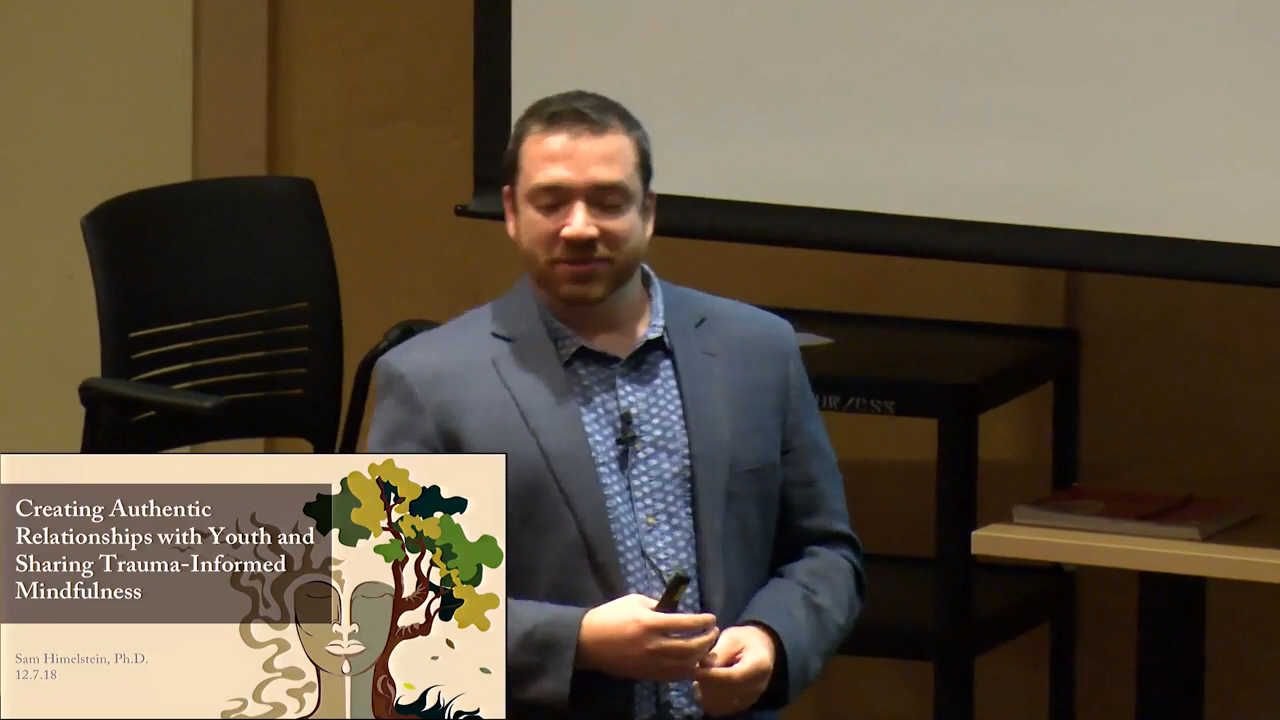 Creating Authentic
Relationships with Youth and
Sharing Trauma-Informed
Mindfulness
Sam Himelstein, Ph.D.
12.7.18